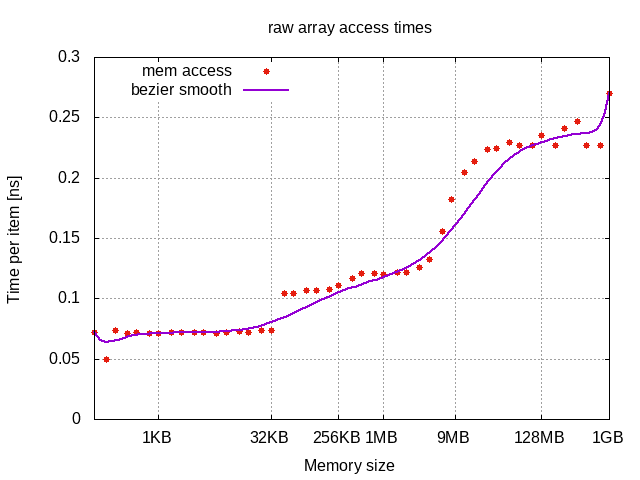 raw array access times
0.3
mem access
bezier smooth
0.25
0.2
0.15
0.1
0.05
0
Time per item [ns]
1KB 32KB 256KB 1MB 9MB 128MB 1GB
Memory size